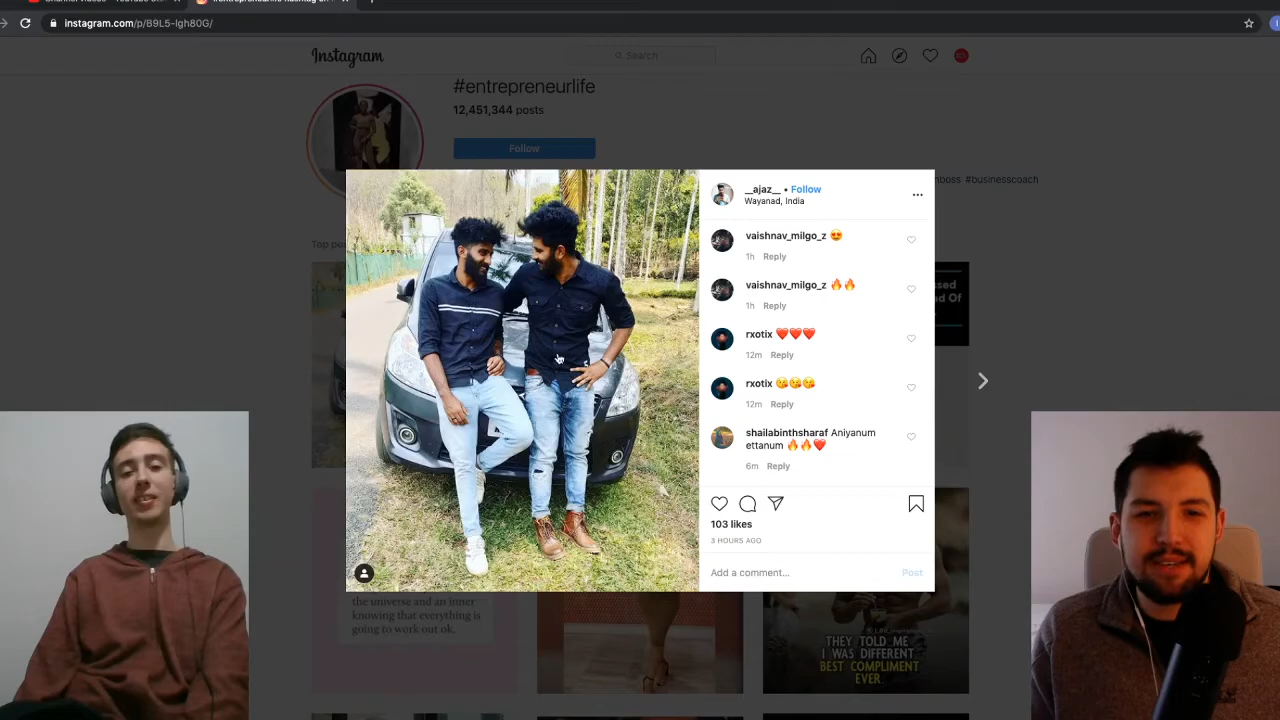 instagram.com/p/B9L5-lgh80G/
Instagram
Search
#entrepreneurlife
12,451,344 posts
Follow
#businesscoach
Top
__ajaz__ • Follow
Wayanad, India
vaishnav_milgo_z 😍
1h Reply
vaishnav_milgo_z 🔥🔥
1h Reply
rxotix ❤️❤️❤️
12m Reply
rxotix 😘😘😘
12m Reply
shailabinthsharaf Aniyanum
ettanum 🔥🔥❤️
6m Reply
103 likes
3 HOURS AGO
Add a comment... Post
the universe and an inner
knowing that everything is
going to work out ok.
THEY TOLD ME
I WAS DIFFERENT
BEST COMPLIMENT
EVER